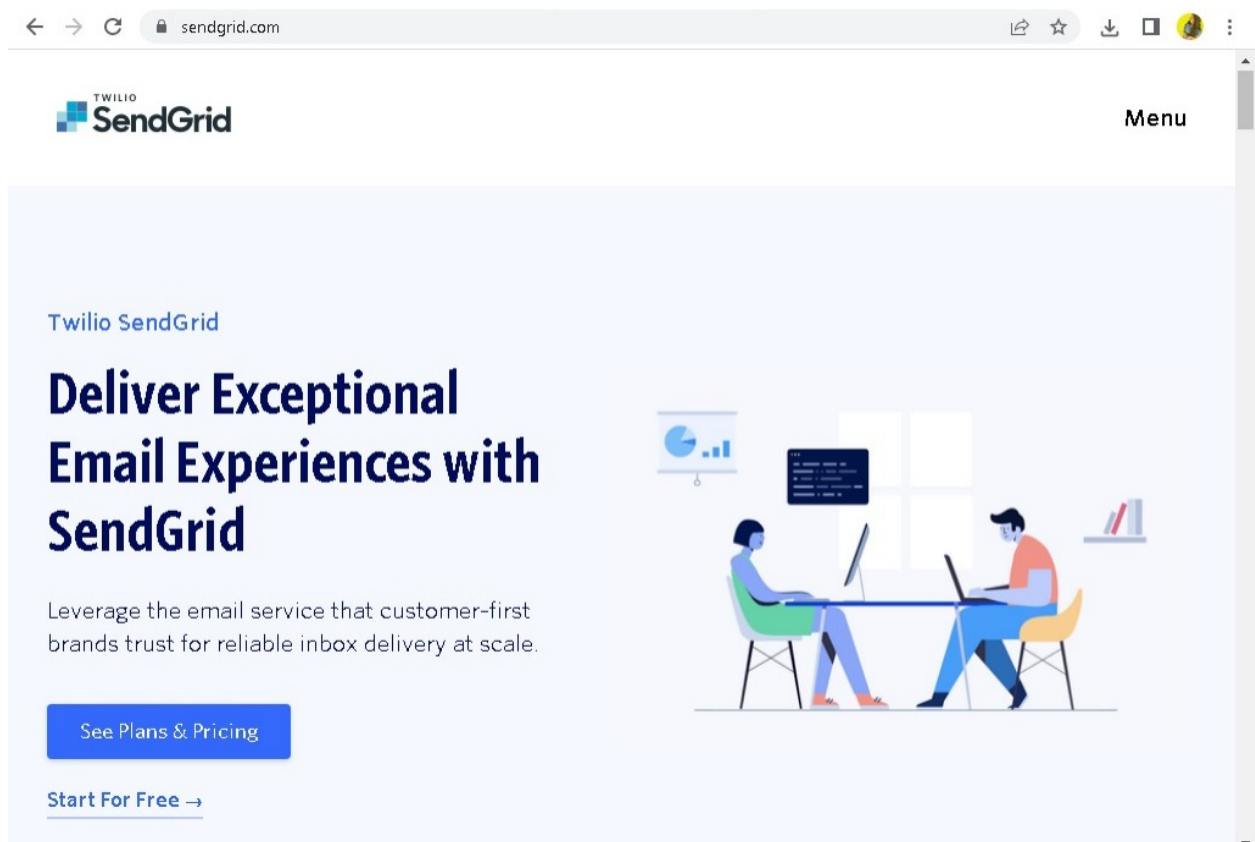 sendgrid.com
TWILIO
SendGrid
Menu
Twilio SendGrid
Deliver Exceptional
Email Experiences with
SendGrid
Leverage the email service that customer-first
brands trust for reliable inbox delivery at scale.
See Plans & Pricing
Start For Free →